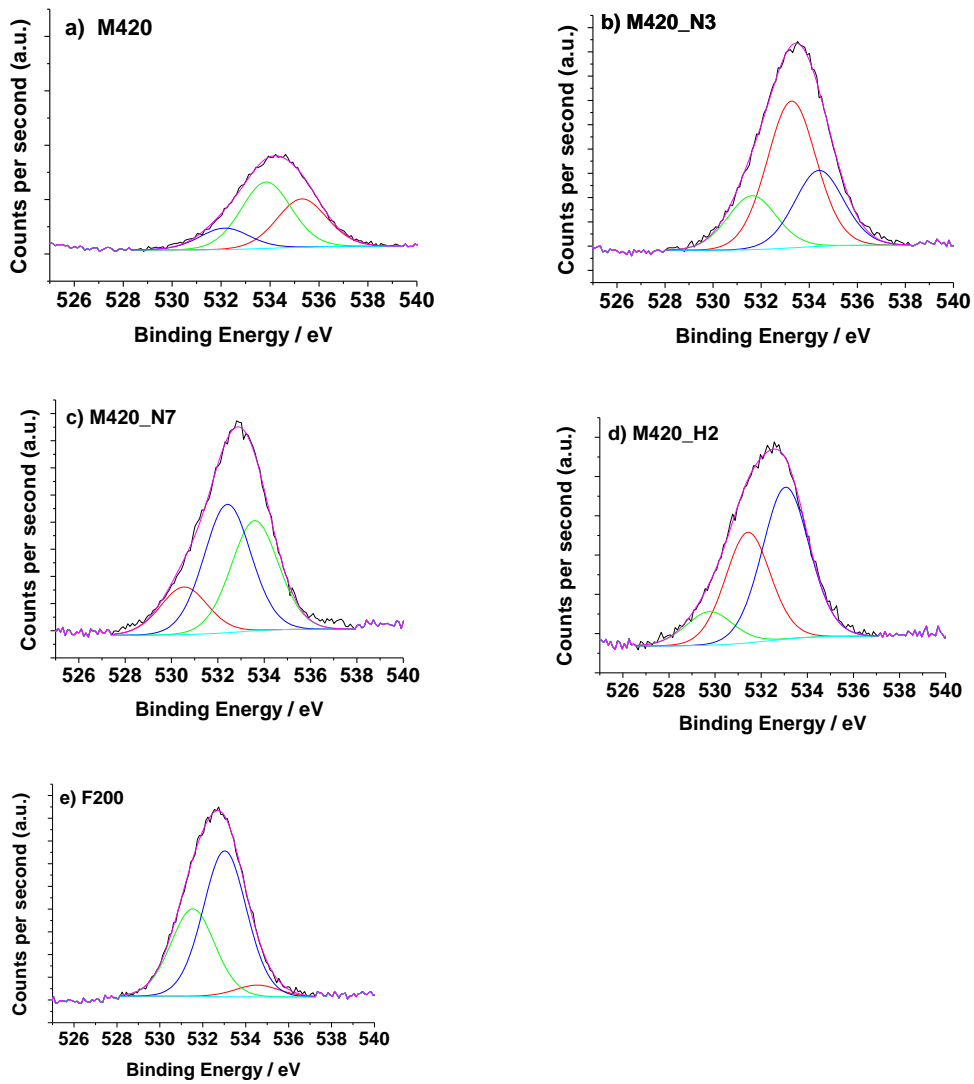 a) M420
Counts per second (a.u.)
526 528 530 532 534 536 538 540
Binding Energy / eV
b) M420_N3
Counts per second (a.u.)
526 528 530 532 534 536 538 540
Binding Energy / eV
c) M420_N7
Counts per second (a.u.)
526 528 530 532 534 536 538 540
Binding Energy / eV
d) M420_H2
Counts per second (a.u.)
526 528 530 532 534 536 538 540
Binding Energy / eV
e) F200
Counts per second (a.u.)
526 528 530 532 534 536 538 540
Binding Energy / eV